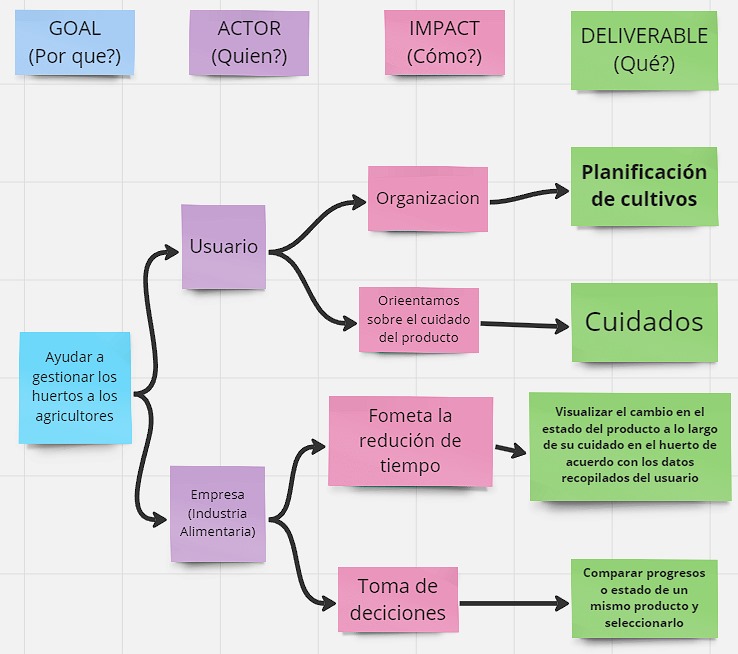 GOAL
(Por que?)
ACTOR
(Quien?)
IMPACT
(Cómo?)
DELIVERABLE
(Qué?)
Ayudar a
gestionar los
huertos a los
agricultores
Usuario
Organizacion
Planificación
de cultivos
Orieentamos
sobre el cuidado
del producto
Cuidados
Empresa
(Industria
Alimentaria)
Fometa la
redución de
tiempo
Visualizar el cambio en el
estado del producto a lo largo
de su cuidado en el huerto de
acuerdo con los datos
recopilados del usuario
Toma de
deciciones
Comparar progresos
o estado de un
mismo producto y
seleccionarlo